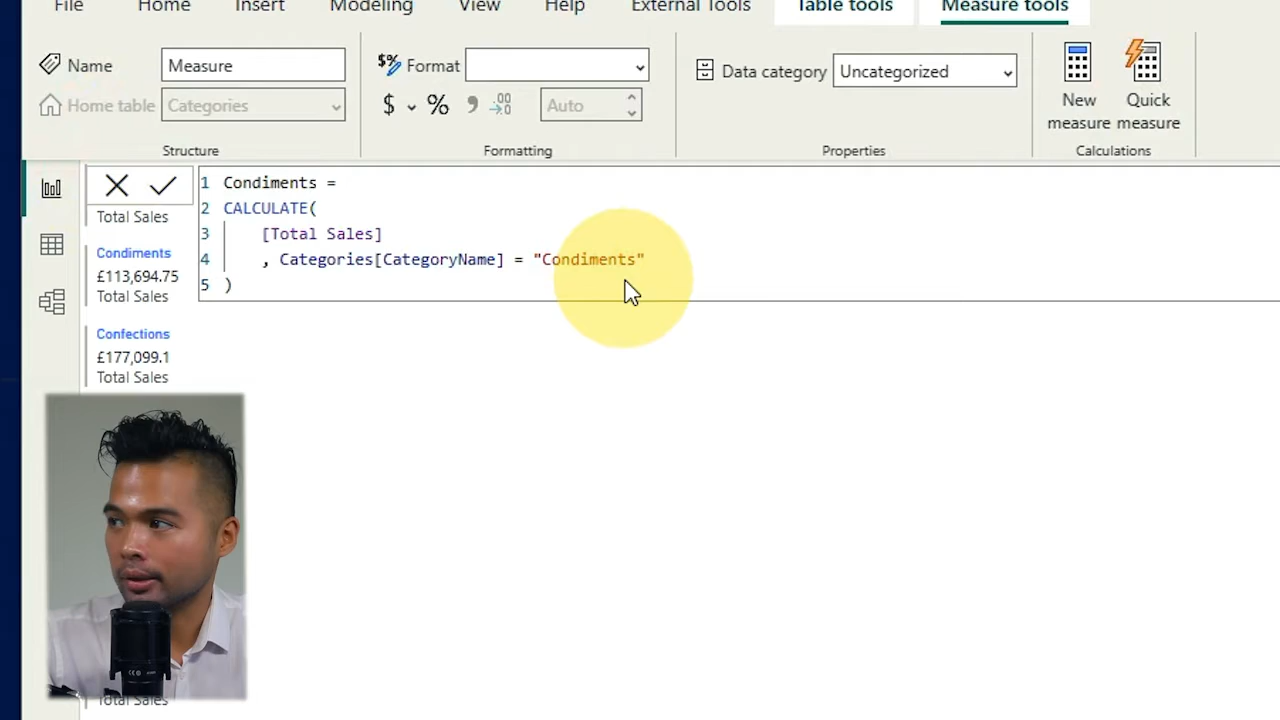 File Home Insert Modeling View Help External Tools Table tools Measure tools
Name Measure
Home table Categories
Structure
$% Format
$ % Auto
Formatting
Data category Uncategorized
Properties
New measure
Quick measure
Calculations
1 Condiments =
2 CALCULATE(
3 [Total Sales]
4 , Categories[CategoryName] = "Condiments"
5 )
Total Sales
Condiments
£113,694.75
Total Sales
Confections
£177,099.1
Total Sales
Total Sales